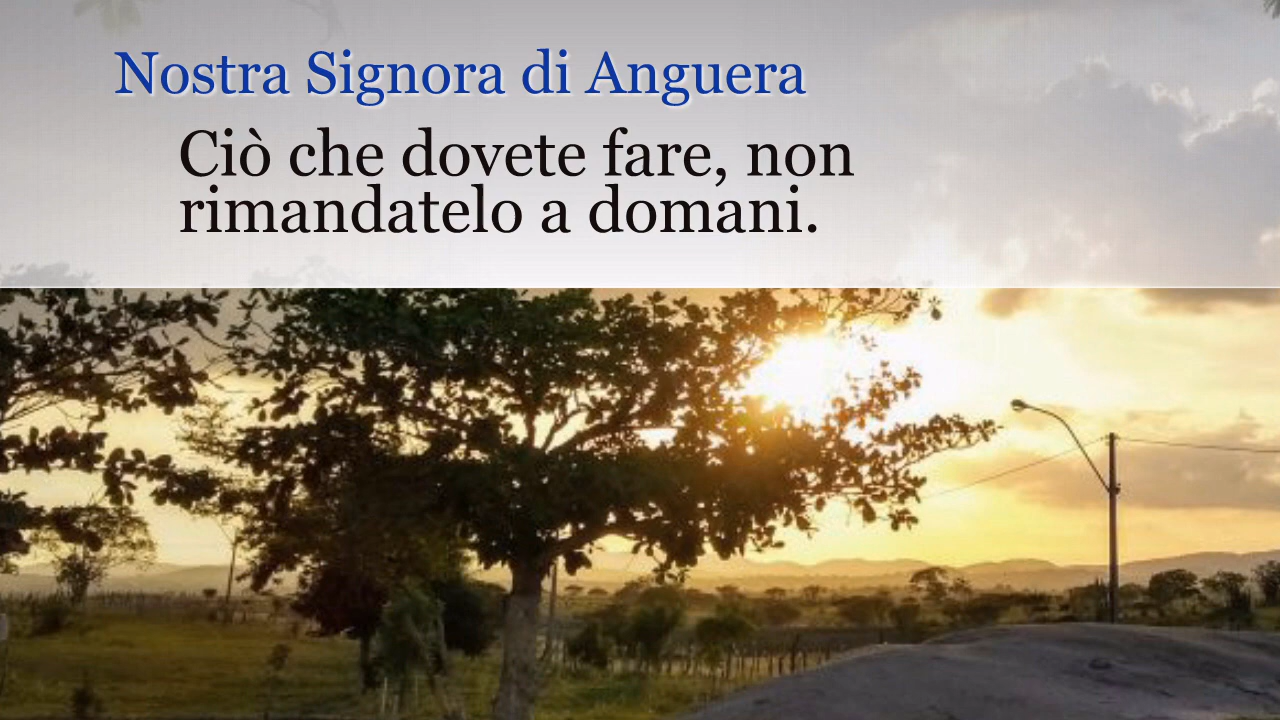 Nostra Signora di Anguera
Ciò che dovete fare, non
rimandatelo a domani.